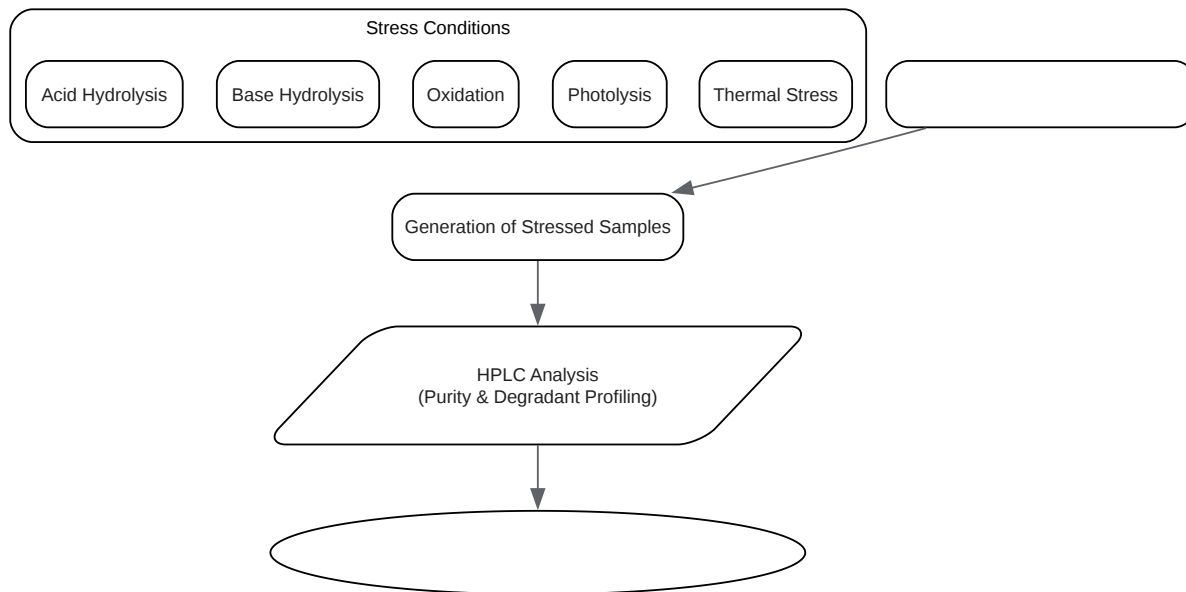 Stress Conditions
Acid Hydrolysis
Base Hydrolysis
Oxidation
Photolysis
Thermal Stress
Generation of Stressed Samples
HPLC Analysis
(Purity & Degradant Profiling)